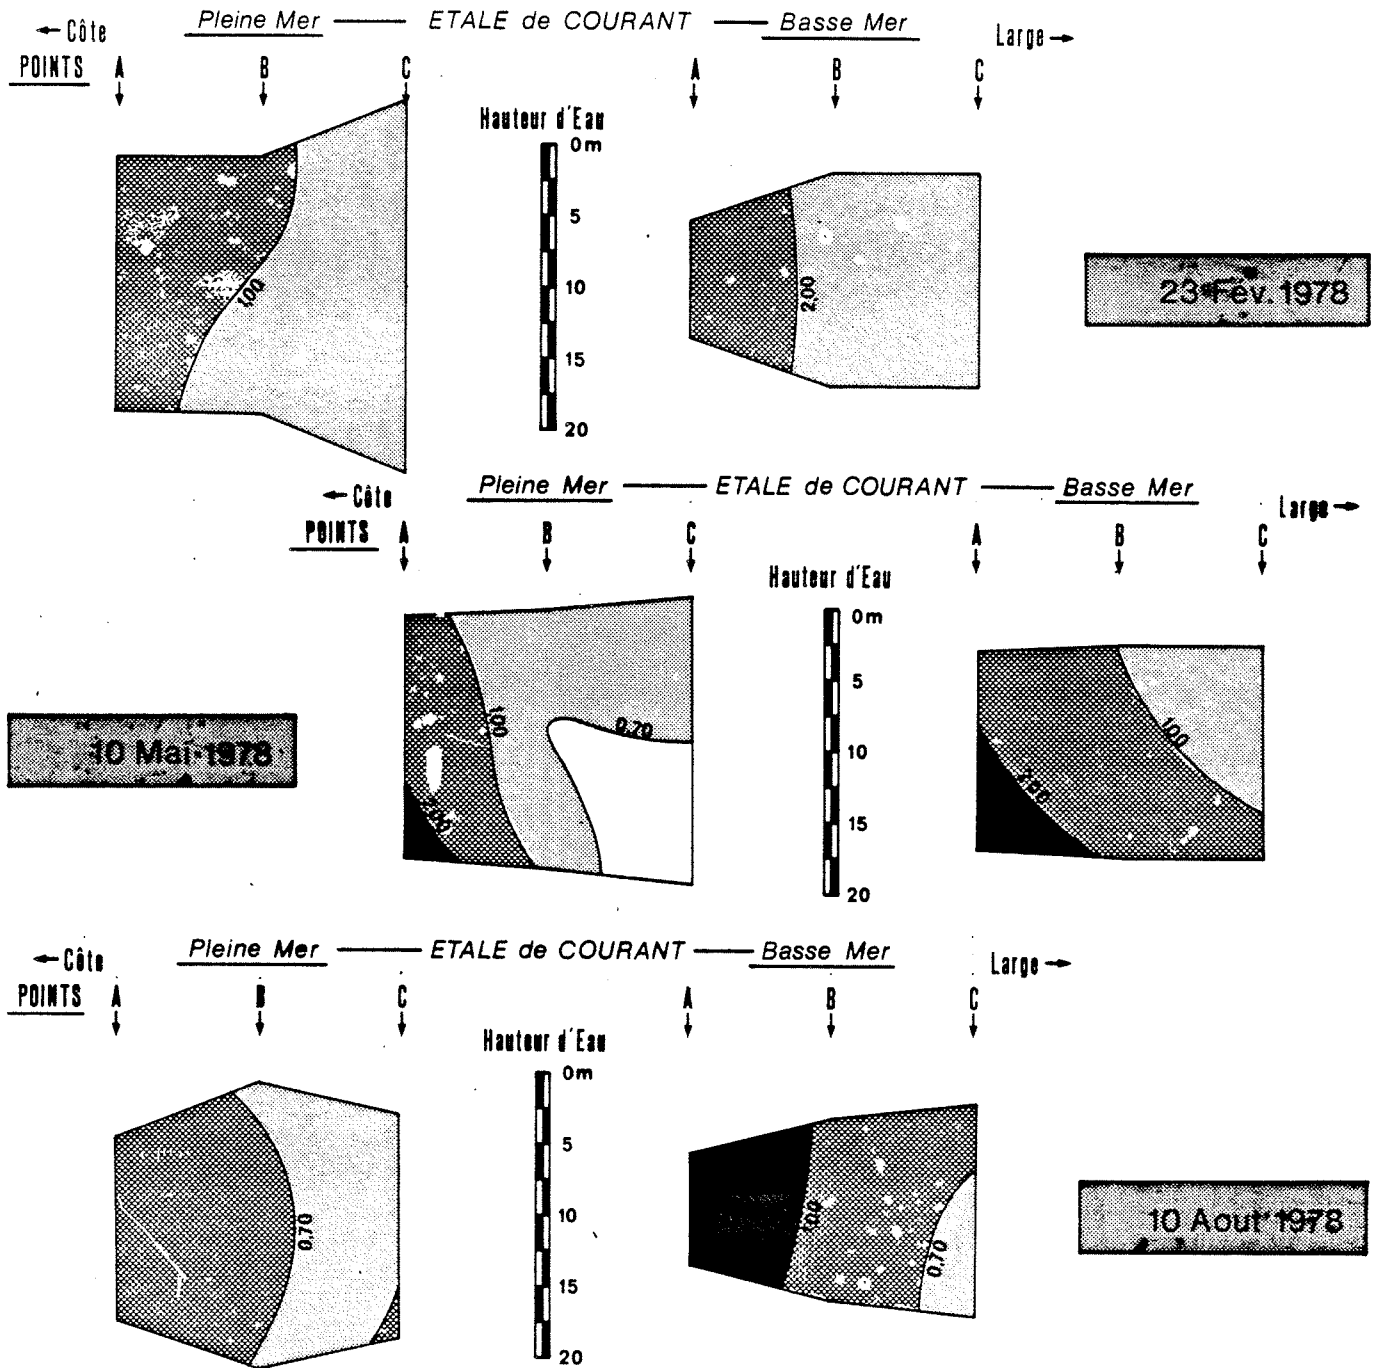 ← Côte Pleine Mer — ETALE de COURANT — Basse Mer Large →
POINTS A B C A B C
Hauteur d'Eau
0m
5
10
15
20
1,00
2,00
23 Fév. 1978
← Côte Pleine Mer — ETALE de COURANT — Basse Mer Large →
POINTS A B C A B C
Hauteur d'Eau
0m
5
10
15
20
1,00
0,70
2,00
1,00
2,00
10 Mai 1978
← Côte Pleine Mer — ETALE de COURANT — Basse Mer Large →
POINTS A B C A B C
Hauteur d'Eau
0m
5
10
15
20
0,70
1,00
0,70
10 Aout 1978